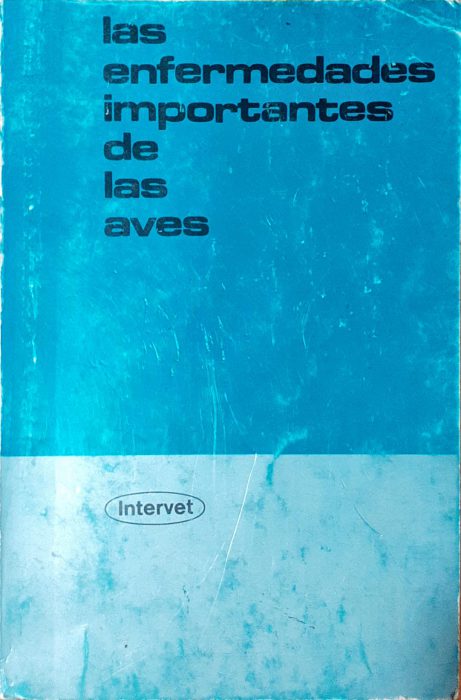 las
enfermedades
importantes
de
las
aves
Intervet